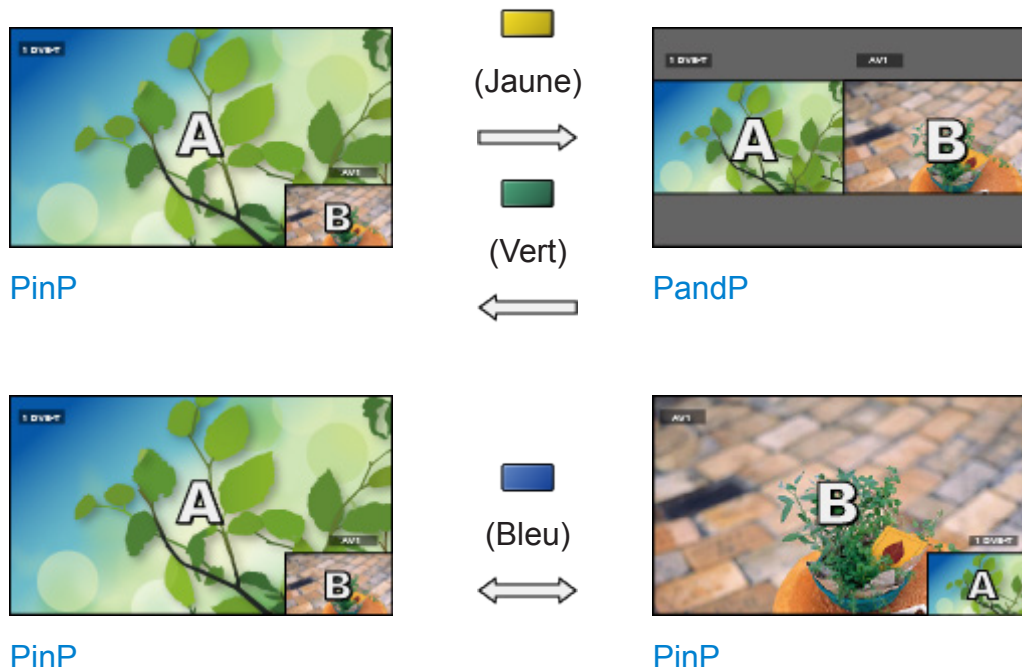 1 DVB-T
A
AV1
B
PinP
(Jaune)
(Vert)
1 DVB-T
AV1
A
B
PandP
1 DVB-T
A
AV1
B
PinP
(Bleu)
AV1
B
1 DVB-T
A
PinP